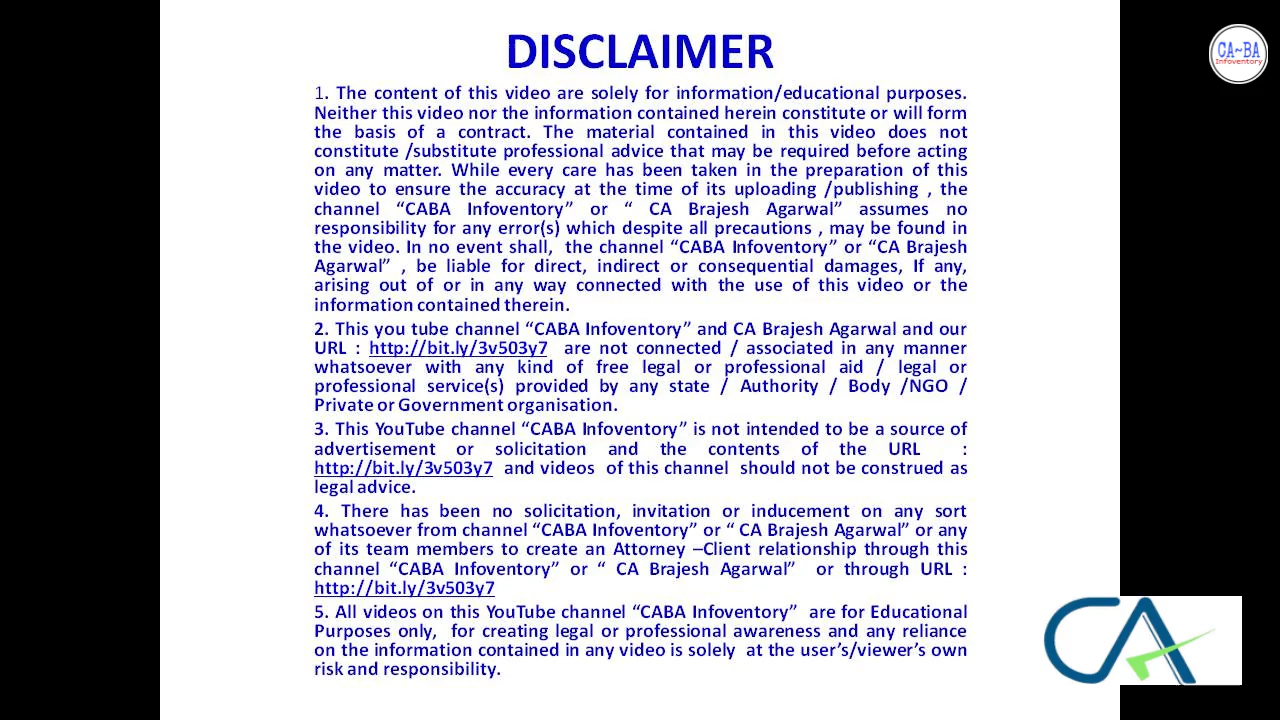 DISCLAIMER
CA~BA
Infoventory
1. The content of this video are solely for information/educational purposes.
Neither this video nor the information contained herein constitute or will form
the basis of a contract. The material contained in this video does not
constitute /substitute professional advice that may be required before acting
on any matter. While every care has been taken in the preparation of this
video to ensure the accuracy at the time of its uploading /publishing , the
channel “CABA Infoventory” or “ CA Brajesh Agarwal” assumes no
responsibility for any error(s) which despite all precautions , may be found in
the video. In no event shall, the channel “CABA Infoventory” or “CA Brajesh
Agarwal” , be liable for direct, indirect or consequential damages, If any,
arising out of or in any way connected with the use of this video or the
information contained therein.
2. This you tube channel “CABA Infoventory” and CA Brajesh Agarwal and our
URL : http://bit.ly/3v503y7 are not connected / associated in any manner
whatsoever with any kind of free legal or professional aid / legal or
professional service(s) provided by any state / Authority / Body /NGO /
Private or Government organisation.
3. This YouTube channel “CABA Infoventory” is not intended to be a source of
advertisement or solicitation and the contents of the URL :
http://bit.ly/3v503y7 and videos of this channel should not be construed as
legal advice.
4. There has been no solicitation, invitation or inducement on any sort
whatsoever from channel “CABA Infoventory” or “ CA Brajesh Agarwal” or any
of its team members to create an Attorney –Client relationship through this
channel “CABA Infoventory” or “ CA Brajesh Agarwal” or through URL :
http://bit.ly/3v503y7
5. All videos on this YouTube channel “CABA Infoventory” are for Educational
Purposes only, for creating legal or professional awareness and any reliance
on the information contained in any video is solely at the user’s/viewer’s own
risk and responsibility.
CA